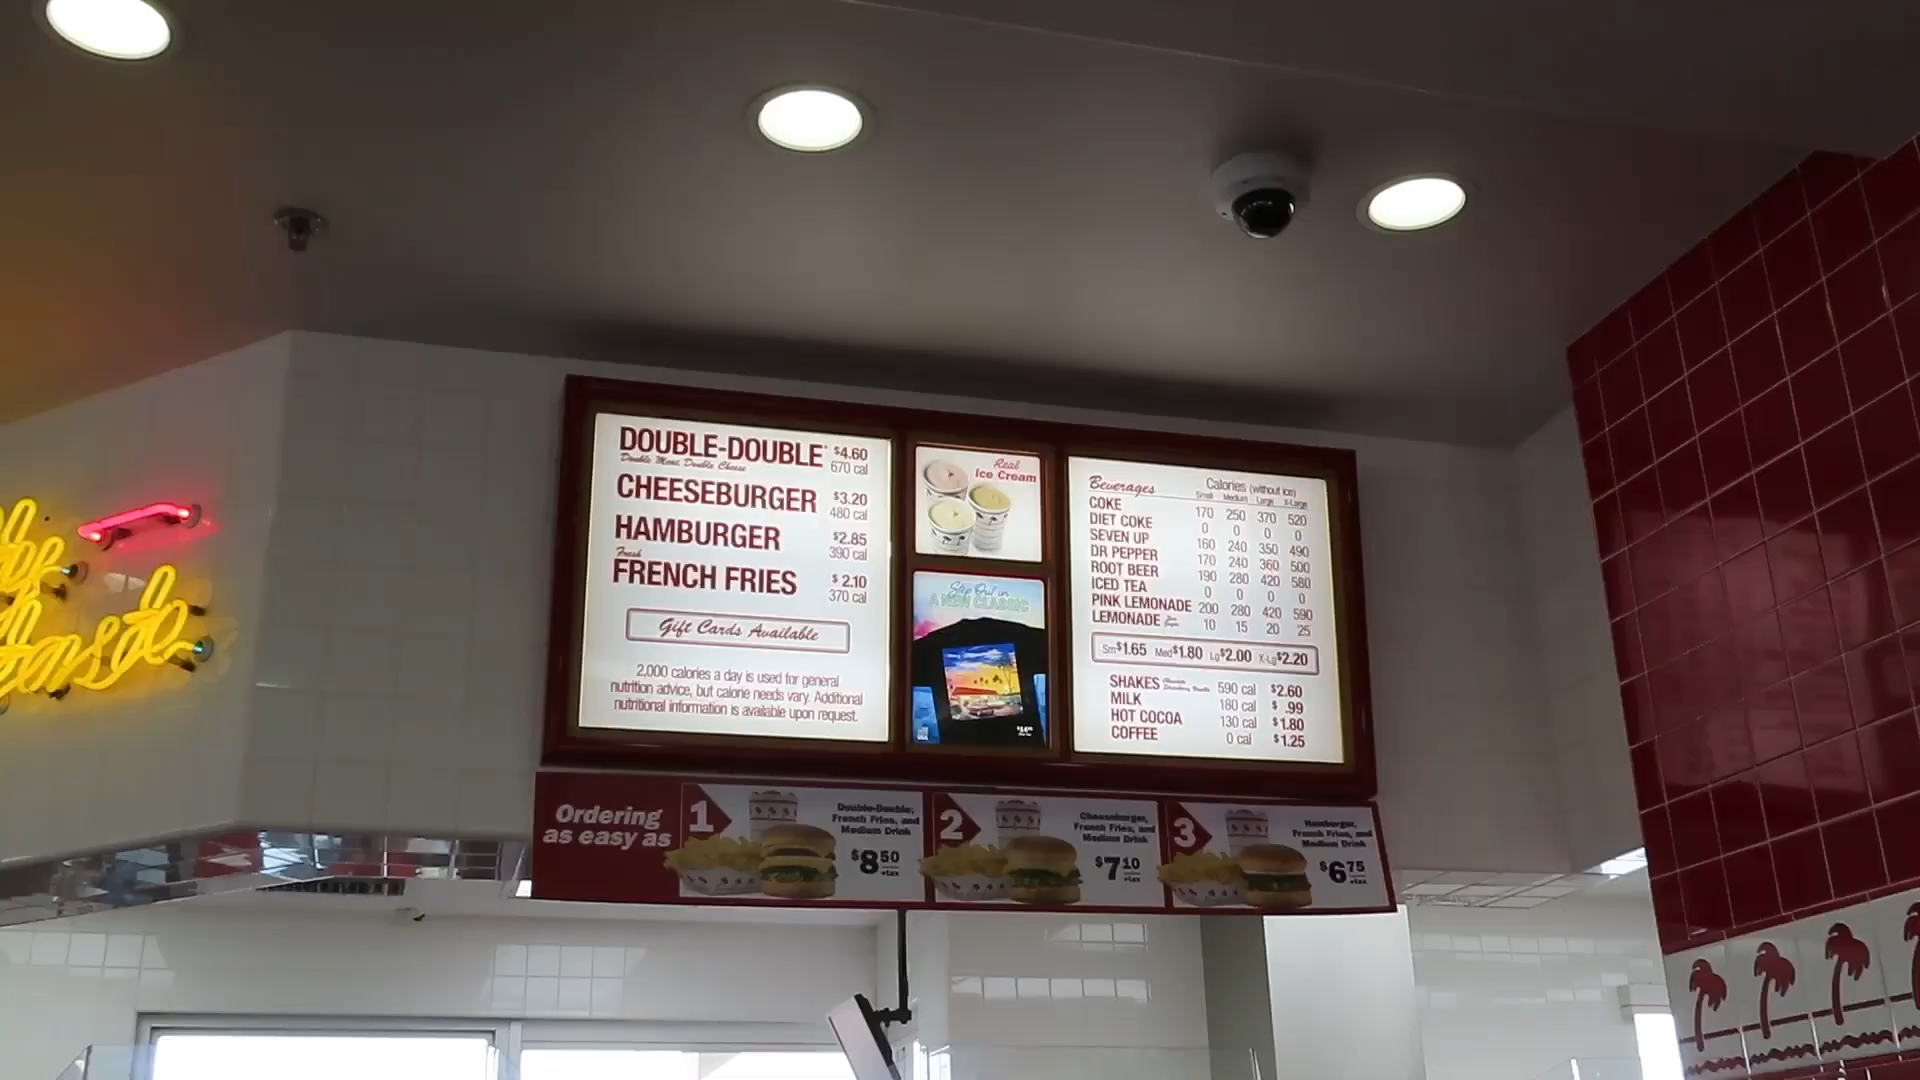 DOUBLE-DOUBLE $4.60
Double Meat, Double Cheese 670 cal
CHEESEBURGER $3.20
480 cal
HAMBURGER $2.85
390 cal
Fresh
FRENCH FRIES $2.10
370 cal
Gift Cards Available
2,000 calories a day is used for general
nutrition advice, but calorie needs vary. Additional
nutritional information is available upon request.
Real
Ice Cream
Step Out in
A NEW CLASSIC
Beverages Calories (without ice)
Small Medium Large X-Large
COKE 170 250 370 520
DIET COKE 0 0 0 0
SEVEN UP 160 240 350 490
DR PEPPER 170 240 360 500
ROOT BEER 190 280 420 580
ICED TEA 0 0 0 0
PINK LEMONADE 200 280 420 590
LEMONADE 10 15 20 25
Sm $1.65 Med $1.80 Lg $2.00 X-Lg $2.20
SHAKES 590 cal $2.60
MILK 180 cal $ .99
HOT COCOA 130 cal $1.80
COFFEE 0 cal $1.25
Ordering
as easy as
1
Double-Double,
French Fries, and
Medium Drink
$8 50
+tax
2
Cheeseburger,
French Fries, and
Medium Drink
$7 10
+tax
3
Hamburger,
French Fries, and
Medium Drink
$6 75
+tax